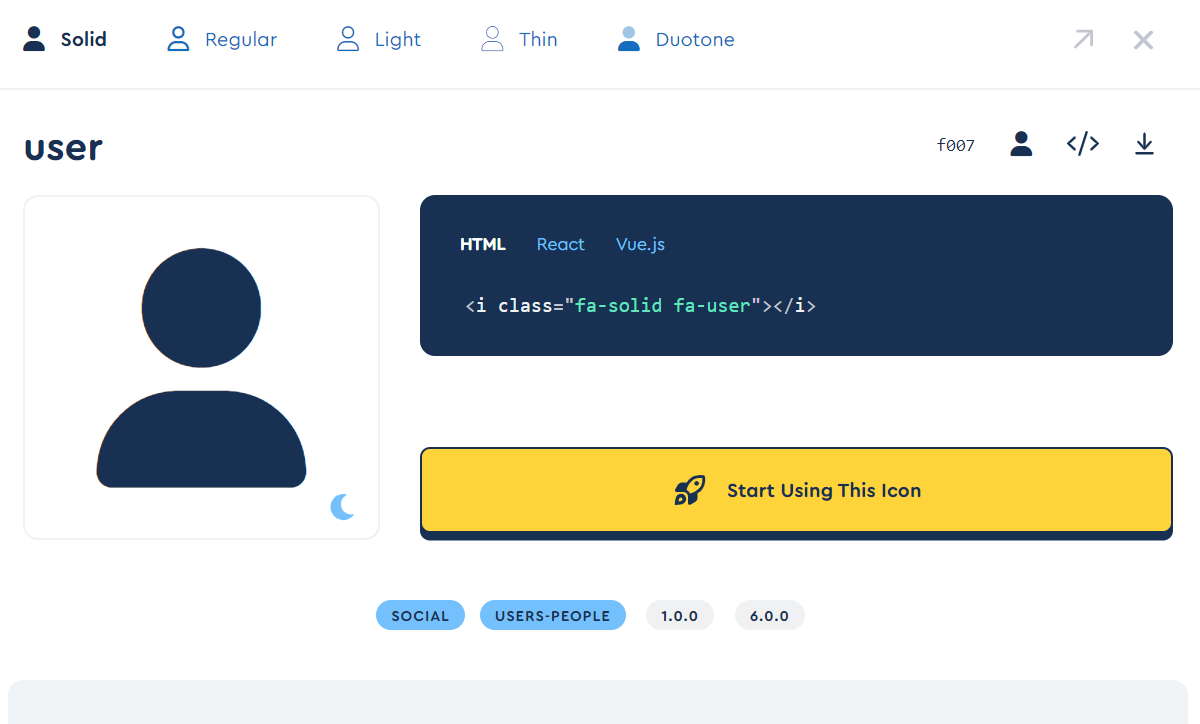 Solid Regular Light Thin Duotone
user
f007
HTML React Vue.js
<i class="fa-solid fa-user"></i>
Start Using This Icon
SOCIAL USERS-PEOPLE 1.0.0 6.0.0